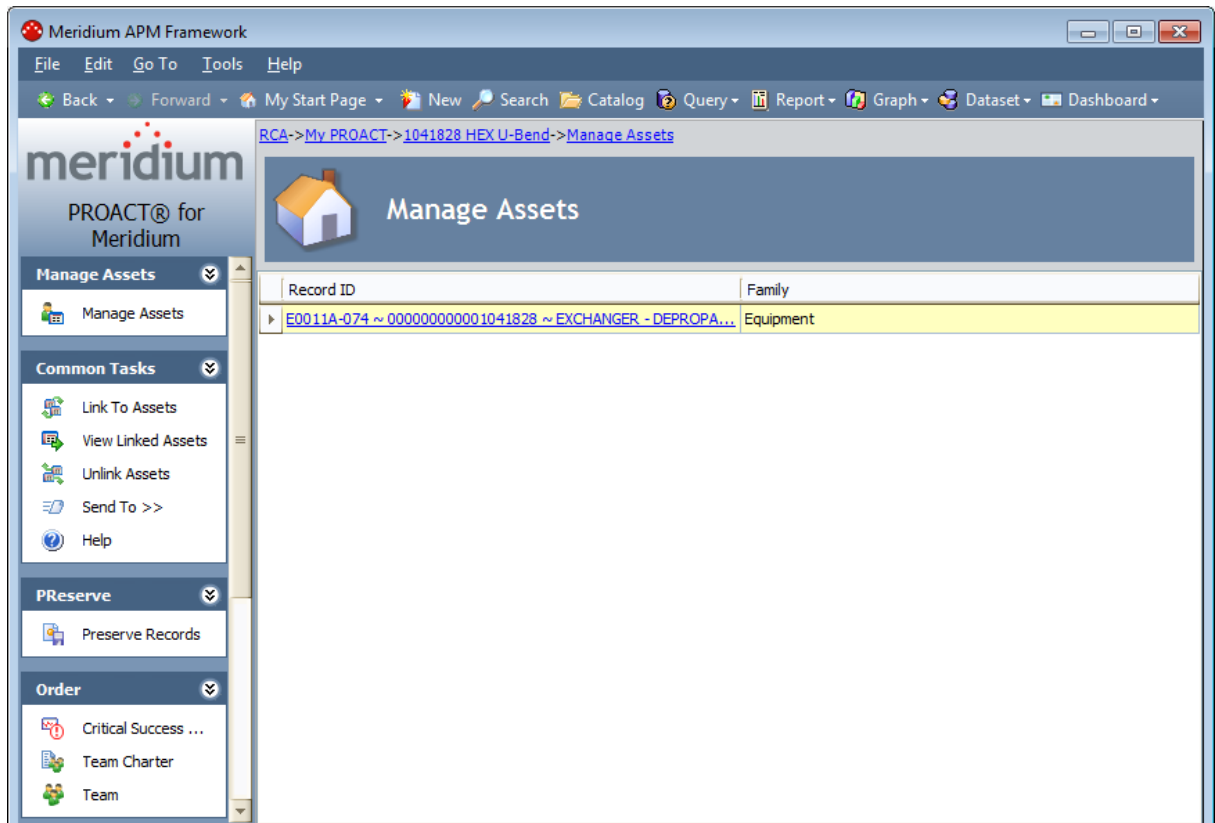 Meridium APM Framework
File Edit Go To Tools Help
Back Forward My Start Page New Search Catalog Query Report Graph Dataset Dashboard
RCA->My PROACT->1041828 HEX U-Bend->Manage Assets
meridium
PROACT® for
Meridium
Manage Assets
Manage Assets
Manage Assets
Record ID Family
E0011A-074 ~ 000000000001041828 ~ EXCHANGER - DEPROPA... Equipment
Common Tasks
Link To Assets
View Linked Assets
Unlink Assets
Send To >>
Help
PReserve
Preserve Records
Order
Critical Success ...
Team Charter
Team